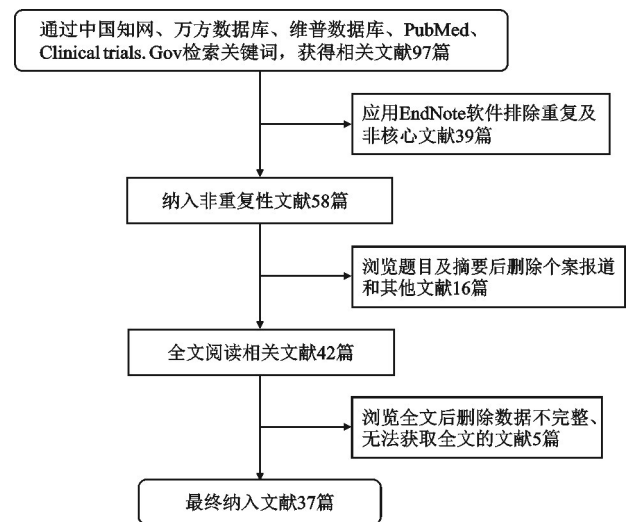 通过中国知网、万方数据库、维普数据库、PubMed、
Clinical trials. Gov检索关键词，获得相关文献97篇
应用EndNote软件排除重复及
非核心文献39篇
纳入非重复性文献58篇
浏览题目及摘要后删除个案报道
和其他文献16篇
全文阅读相关文献42篇
浏览全文后删除数据不完整、
无法获取全文的文献5篇
最终纳入文献37篇